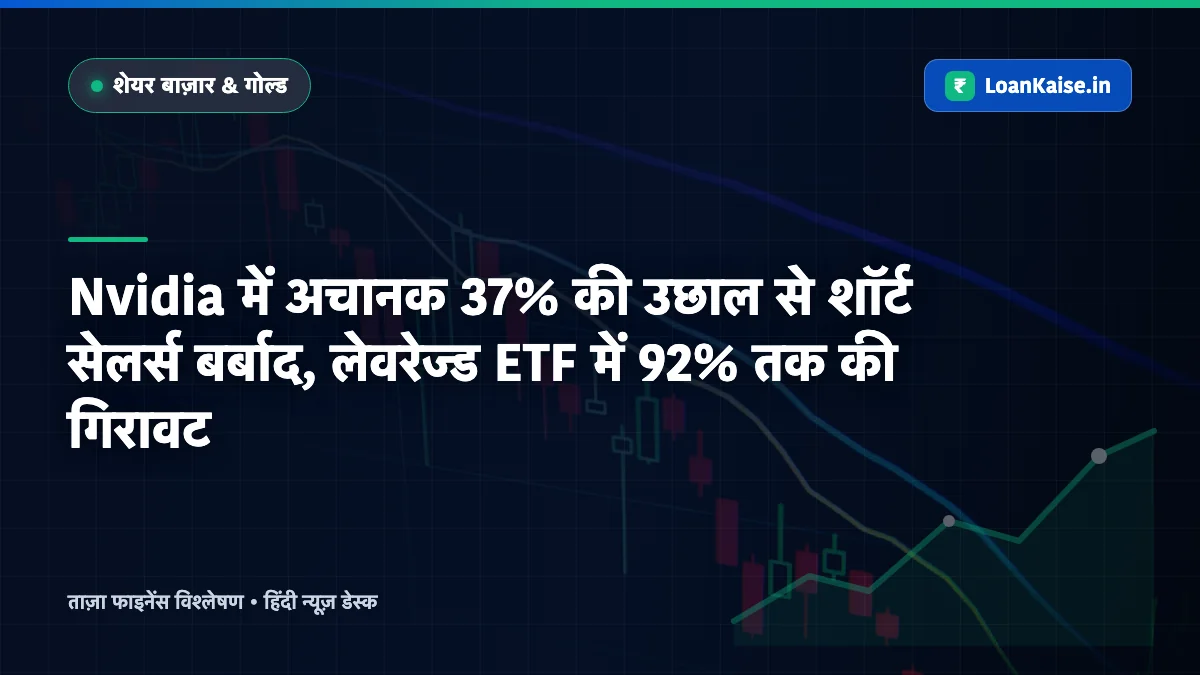 शेयर बाज़ार & गोल्ड
₹ LoanKaise.in
Nvidia में अचानक 37% की उछाल से शॉर्ट
सेलर्स बर्बाद, लेवरेज्ड ETF में 92% तक की
गिरावट
ताज़ा फाइनेंस विश्लेषण • हिंदी न्यूज़ डेस्क